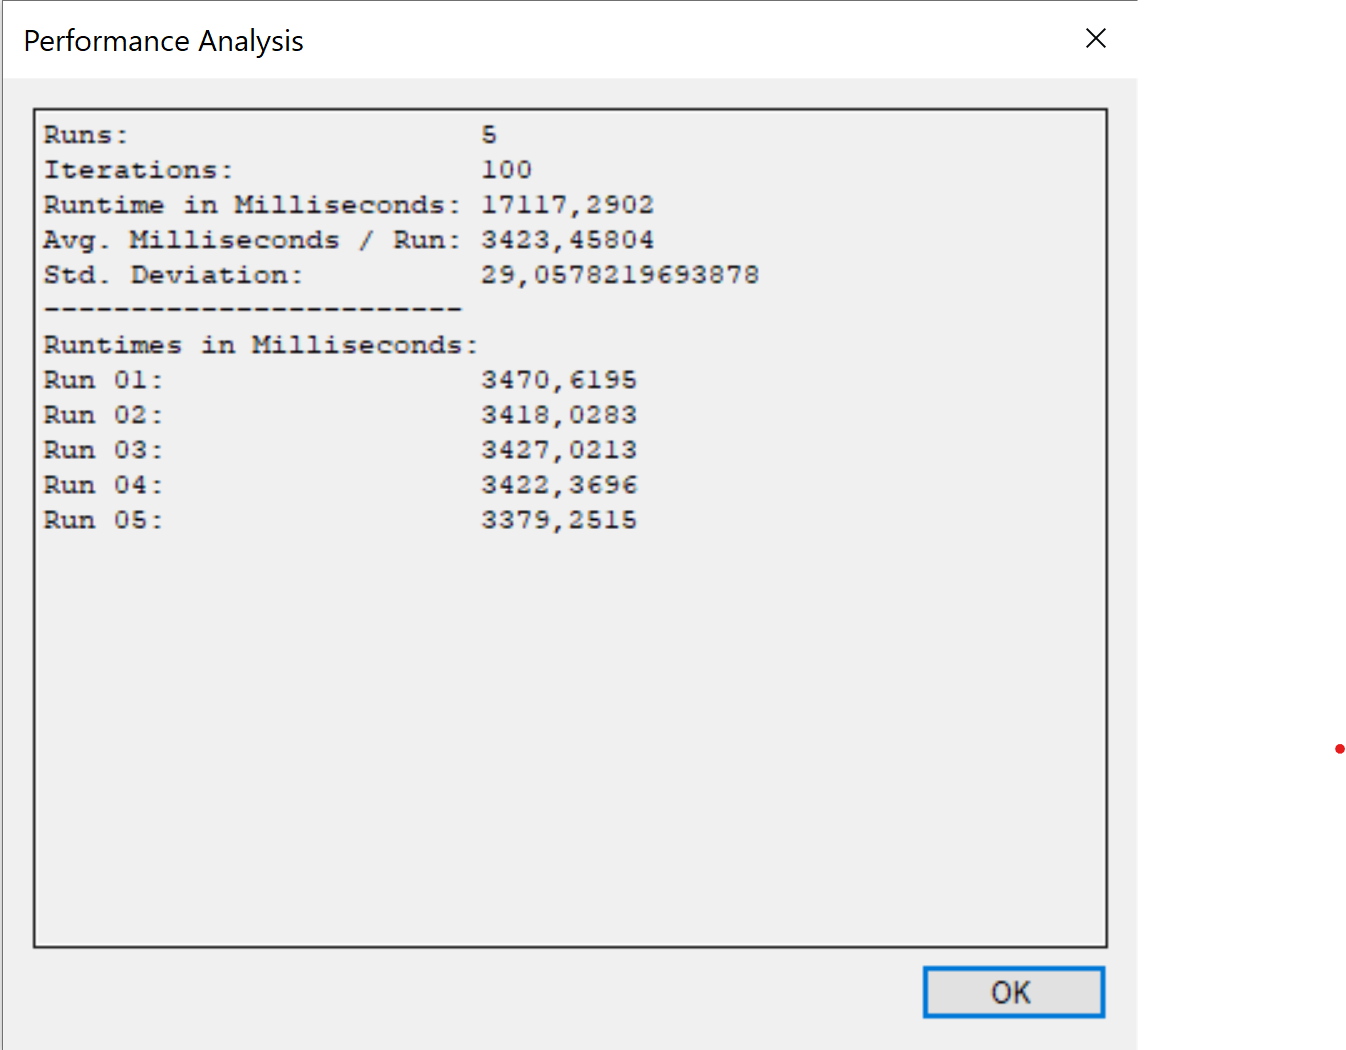 Performance Analysis
Runs: 5
Iterations: 100
Runtime in Milliseconds: 17117,2902
Avg. Milliseconds / Run: 3423,45804
Std. Deviation: 29,0578219693878
------------------------
Runtimes in Milliseconds:
Run 01: 3470,6195
Run 02: 3418,0283
Run 03: 3427,0213
Run 04: 3422,3696
Run 05: 3379,2515
OK